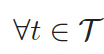 ∀t ∈ 𝒯